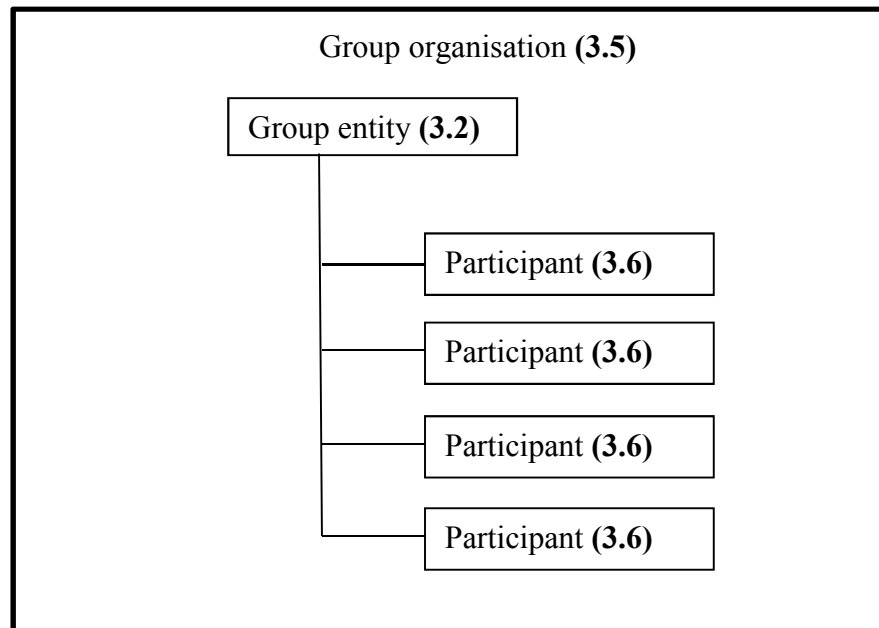 Group organisation (3.5)
Group entity (3.2)
Participant (3.6)
Participant (3.6)
Participant (3.6)
Participant (3.6)